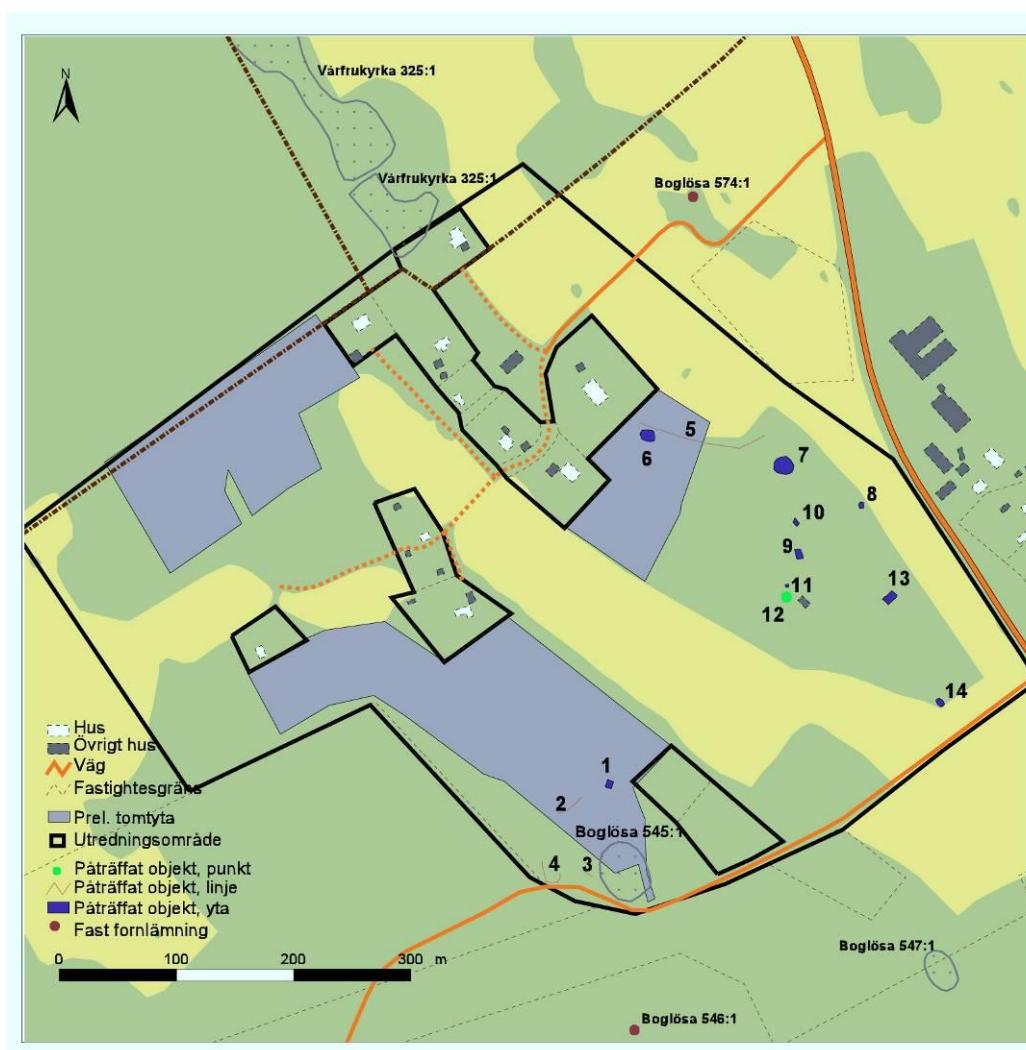 Vårfrukyrka 325:1
N
Vårfrukyrka 325:1
Boglösa 574:1
5
6
7
8
10
9
11
13
12
14
1
2
Boglösa 545:1
4
3
Hus
Övrigt hus
Väg
Fastightesgräns
Prel. tomtyta
Utredningsområde
Påträffat objekt, punkt
Påträffat objekt, linje
Påträffat objekt, yta
Fast fornlämning
0 100 200 300 m
Boglösa 547:1
Boglösa 546:1